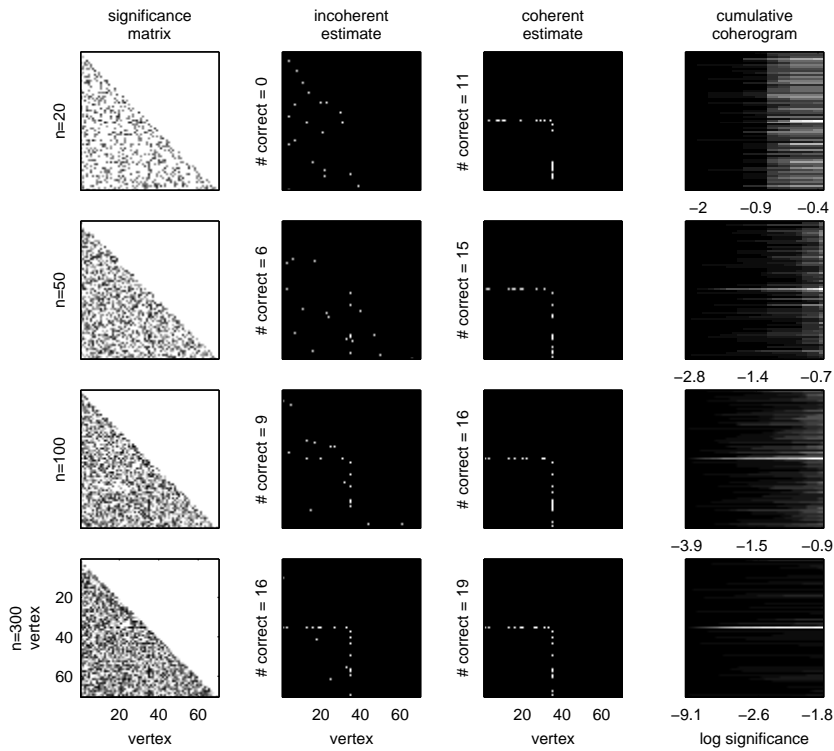 significance
matrix
incoherent
estimate
coherent
estimate
cumulative
coherogram
n=20
# correct = 0
# correct = 11
−2 −0.9 −0.4
n=50
# correct = 6
# correct = 15
−2.8 −1.4 −0.7
n=100
# correct = 9
# correct = 16
−3.9 −1.5 −0.9
n=300
vertex
20
40
60
# correct = 16
# correct = 19
20 40 60
vertex
20 40 60
vertex
20 40 60
vertex
−9.1 −2.6 −1.8
log significance